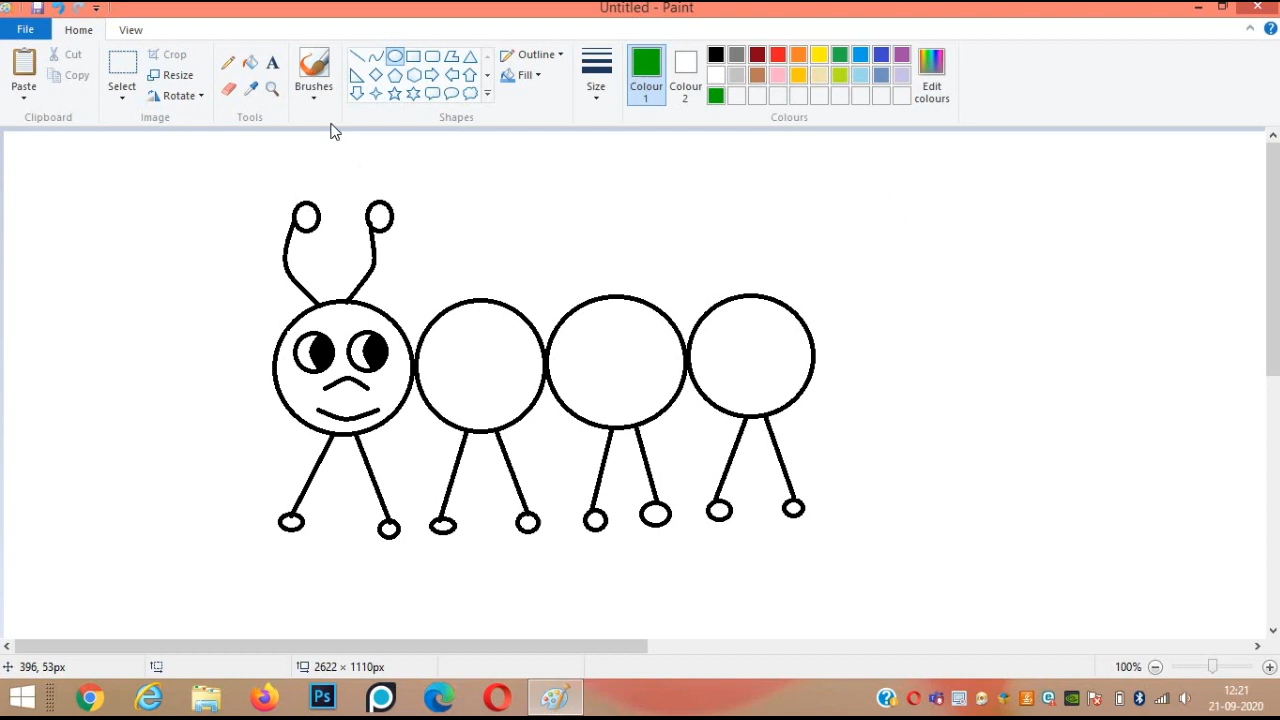 Untitled - Paint
File Home View
Paste
Cut
Copy
Clipboard
Select
Crop
Resize
Rotate
Image
A
Tools
Brushes
Shapes
Outline
Fill
Size
Colour 1
Colour 2
Edit colours
Colours
396, 53px
2622 × 1110px
100%
Ps
12:21
21-09-2020